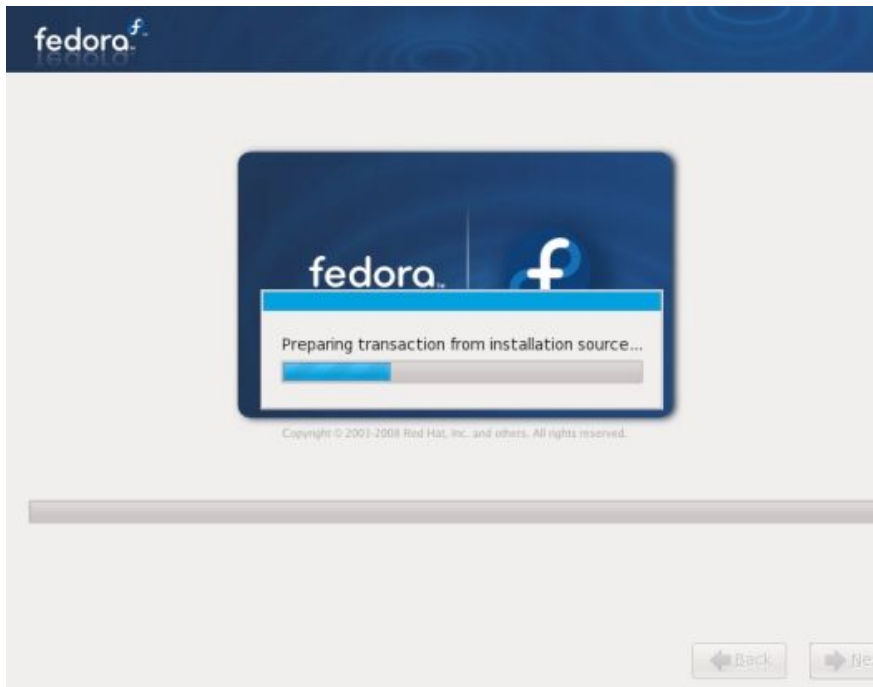 fedora
fedora
Preparing transaction from installation source...
Copyright © 2003-2008 Red Hat, Inc. and others. All rights reserved.
Back
Ne